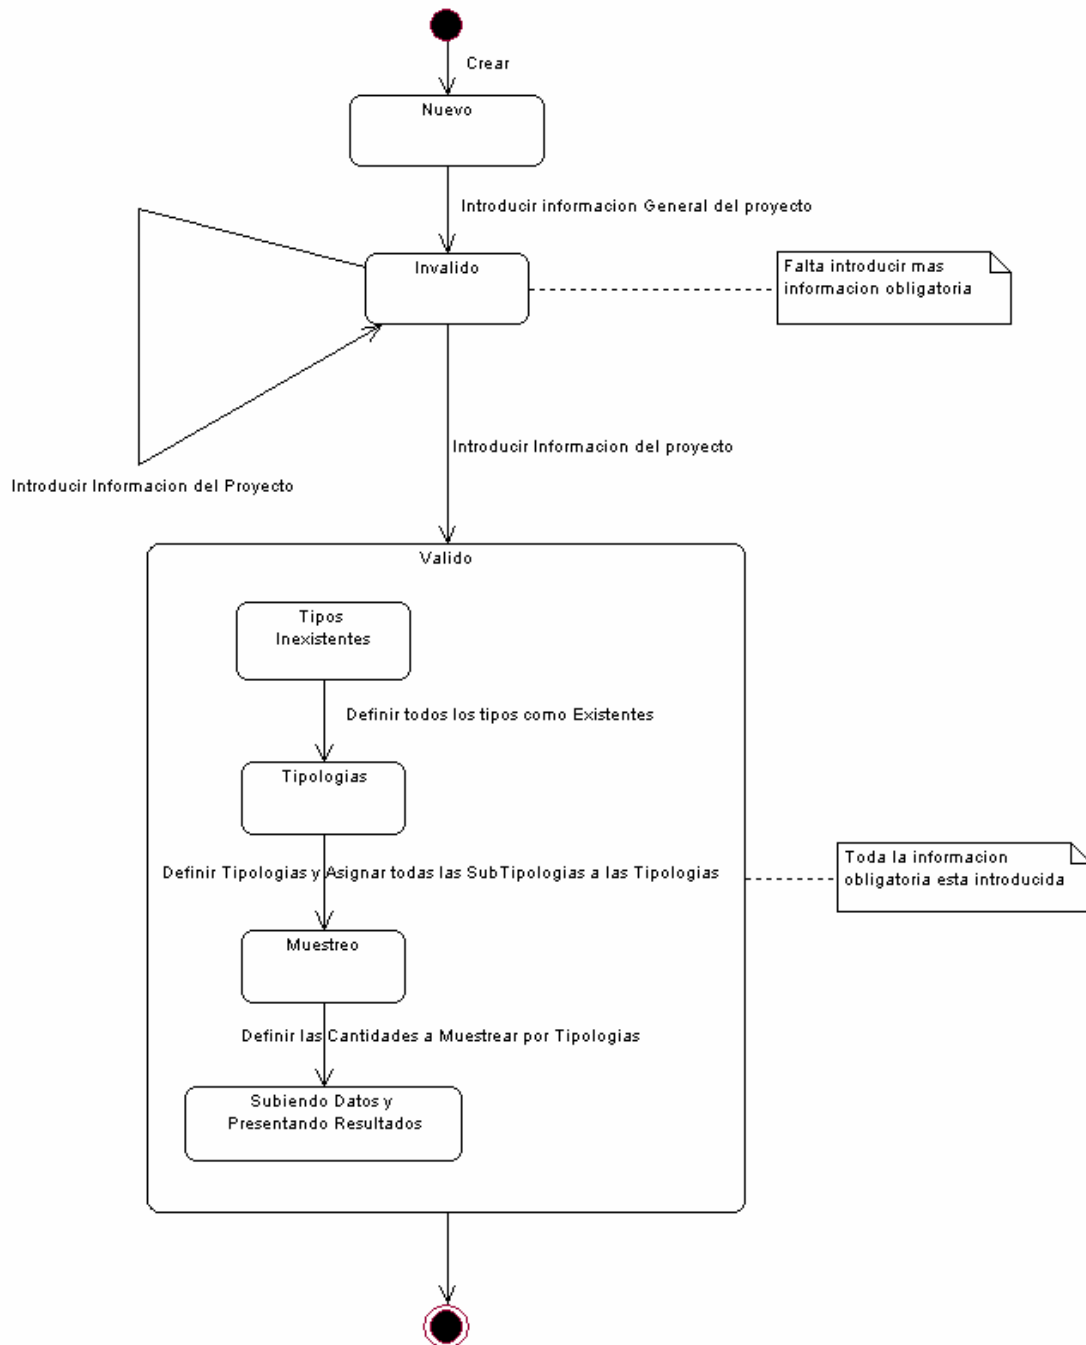 Crear
Nuevo
Introducir informacion General del proyecto
Invalido
Falta introducir mas
informacion obligatoria
Introducir Informacion del proyecto
Introducir Informacion del Proyecto
Valido
Tipos
Inexistentes
Definir todos los tipos como Existentes
Tipologias
Definir Tipologias y Asignar todas las SubTipologias a las Tipologias
Toda la informacion
obligatoria esta introducida
Muestreo
Definir las Cantidades a Muestrear por Tipologias
Subiendo Datos y
Presentando Resultados